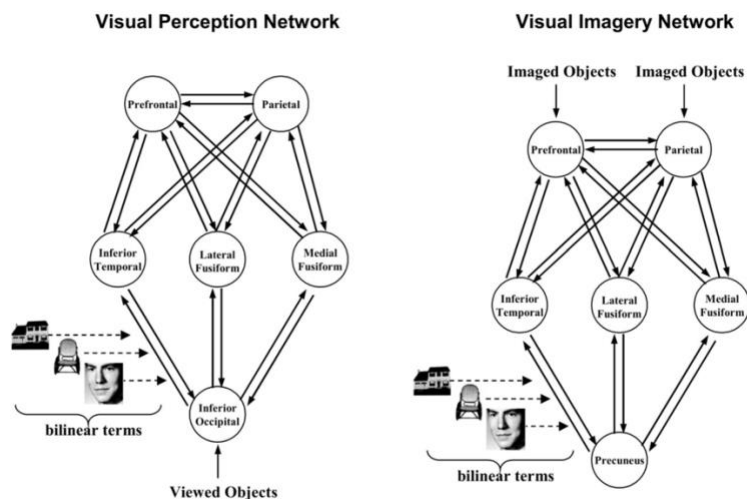 Visual Perception Network
Prefrontal
Parietal
Inferior
Temporal
Lateral
Fusiform
Medial
Fusiform
bilinear terms
Inferior
Occipital
Viewed Objects
Visual Imagery Network
Imaged Objects
Imaged Objects
Prefrontal
Parietal
Inferior
Temporal
Lateral
Fusiform
Medial
Fusiform
bilinear terms
Precuneus